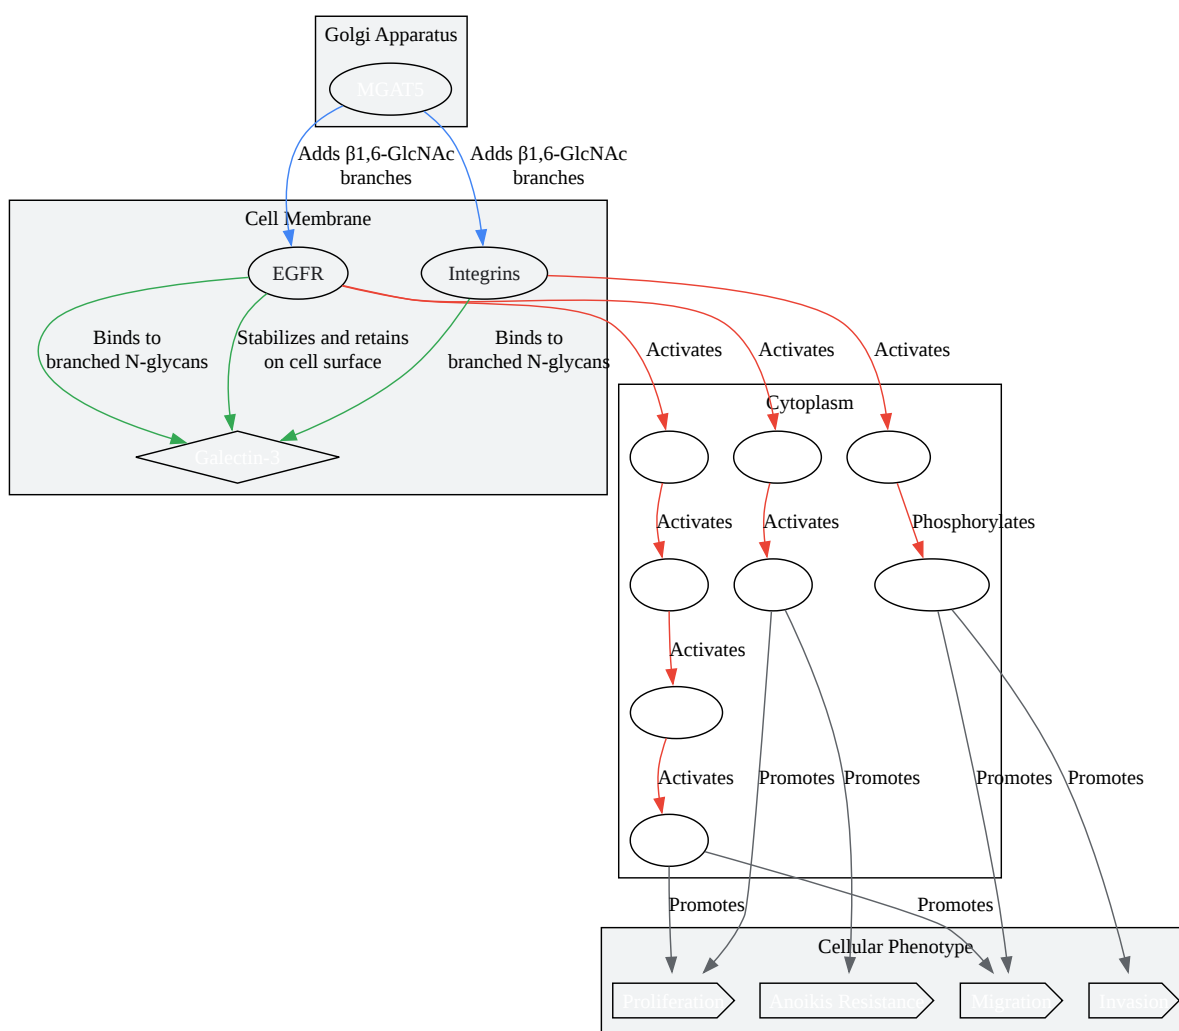 Golgi Apparatus
MGAT5
Adds β1,6-GlcNAc
branches
Adds β1,6-GlcNAc
branches
Cell Membrane
EGFR
Integrins
Binds to
branched N-glycans
Stabilizes and retains
on cell surface
Binds to
branched N-glycans
Activates
Activates
Activates
Cytoplasm
Galectin-3
Activates
Activates
Phosphorylates
Activates
Activates
Promotes
Promotes
Promotes
Promotes
Promotes
Promotes
Cellular Phenotype
Proliferation
Anoikis Resistance
Migration
Invasion